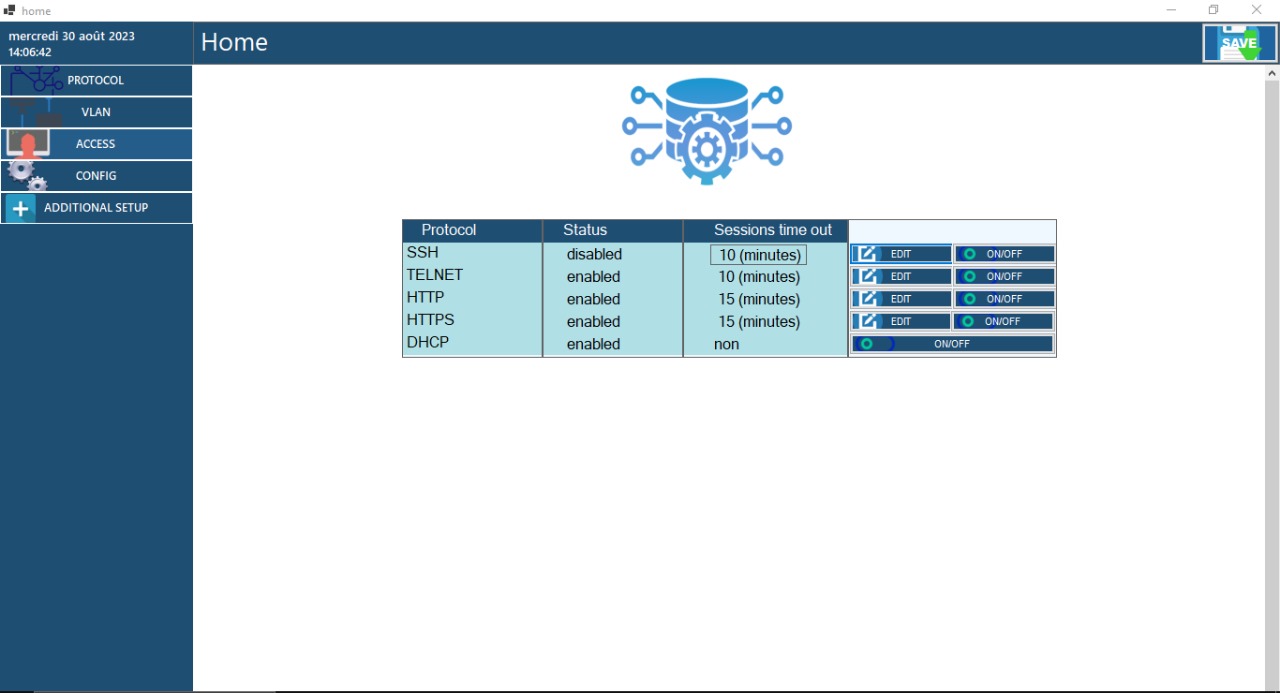 home
mercredi 30 août 2023
14:06:42
Home
SAVE
PROTOCOL
VLAN
ACCESS
CONFIG
ADDITIONAL SETUP
Protocol Status Sessions time out
SSH disabled 10 (minutes) EDIT ON/OFF
TELNET enabled 10 (minutes) EDIT ON/OFF
HTTP enabled 15 (minutes) EDIT ON/OFF
HTTPS enabled 15 (minutes) EDIT ON/OFF
DHCP enabled non ON/OFF